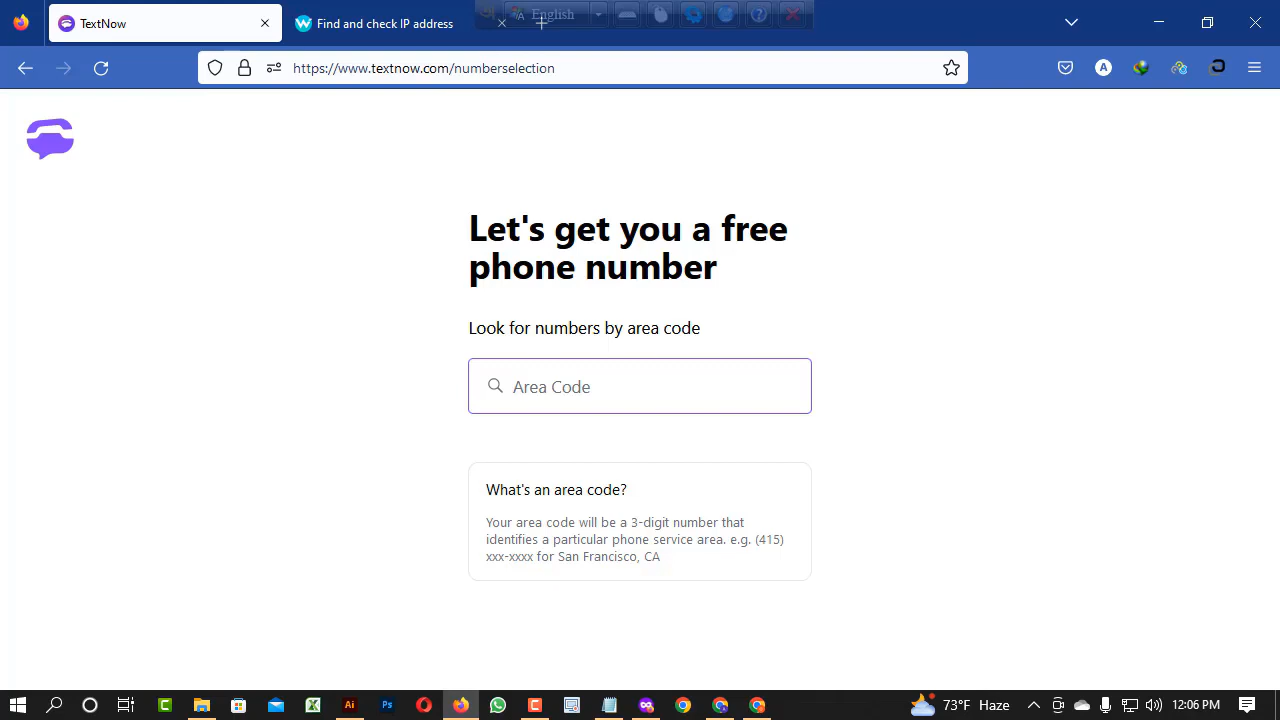 TextNow
Find and check IP address
English
https://www.textnow.com/numberselection
A
Let's get you a free
phone number
Look for numbers by area code
Area Code
What's an area code?
Your area code will be a 3-digit number that
identifies a particular phone service area. e.g. (415)
xxx-xxxx for San Francisco, CA
C
Ai
Ps
C
73°F Haze
12:06 PM